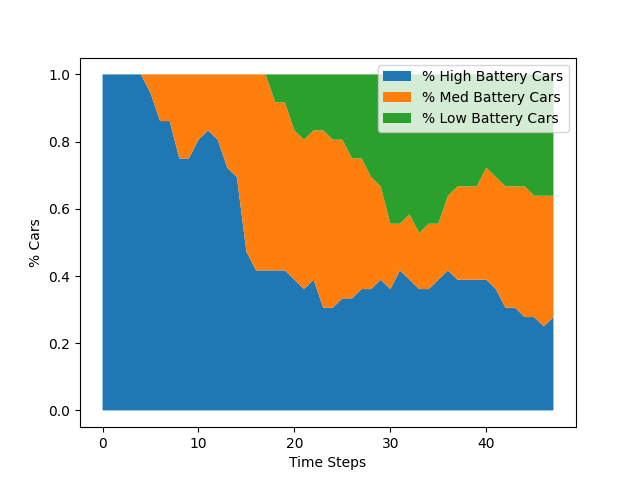 % High Battery Cars
% Med Battery Cars
% Low Battery Cars
1.0
0.8
0.6
0.4
0.2
0.0
% Cars
0 10 20 30 40
Time Steps